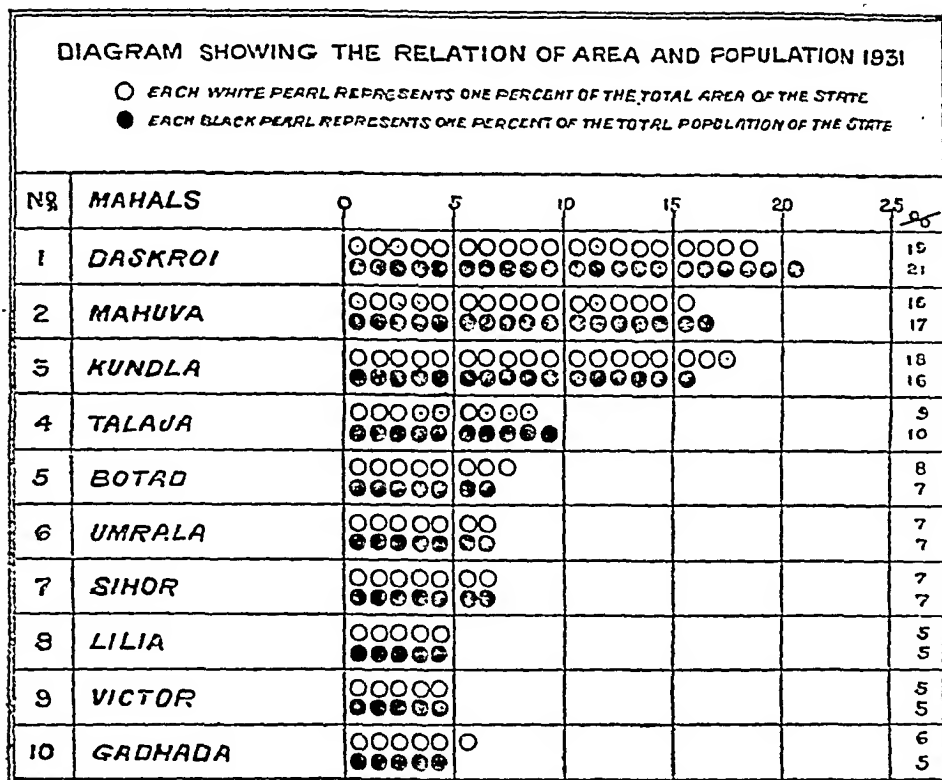 DIAGRAM SHOWING THE RELATION OF AREA AND POPULATION 1931
EACH WHITE PEARL REPRESENTS ONE PERCENT OF THE TOTAL AREA OF THE STATE
EACH BLACK PEARL REPRESENTS ONE PERCENT OF THE TOTAL POPULATION OF THE STATE
NO MAHALS 0 5 10 15 20 25 %
1 DASKROI 19
21
2 MAHUVA 16
17
3 KUNDLA 18
16
4 TALAJA 9
10
5 BOTAD 8
7
6 UMRALA 7
7
7 SIHOR 7
7
8 LILIA 5
5
9 VICTOR 5
5
10 GADHADA 6
5